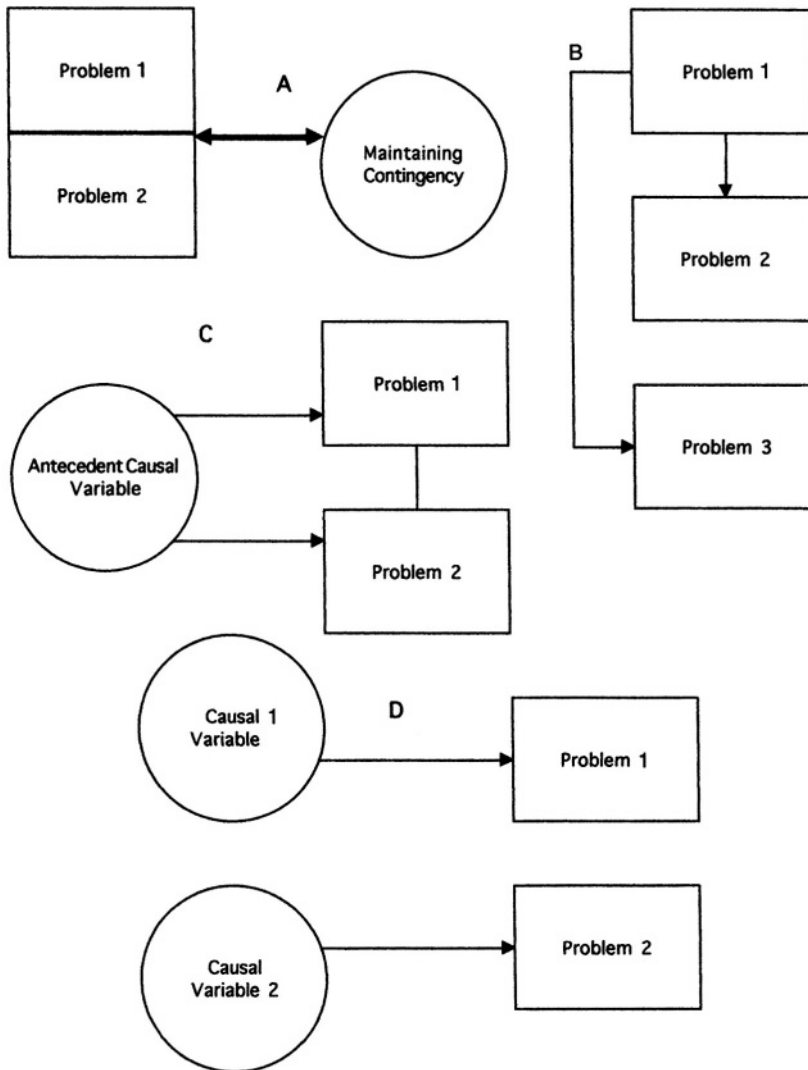 Problem 1
Problem 2
A
Maintaining
Contingency
B
Problem 1
Problem 2
Problem 3
C
Antecedent Causal
Variable
Problem 1
Problem 2
Causal 1
Variable
D
Problem 1
Causal
Variable 2
Problem 2